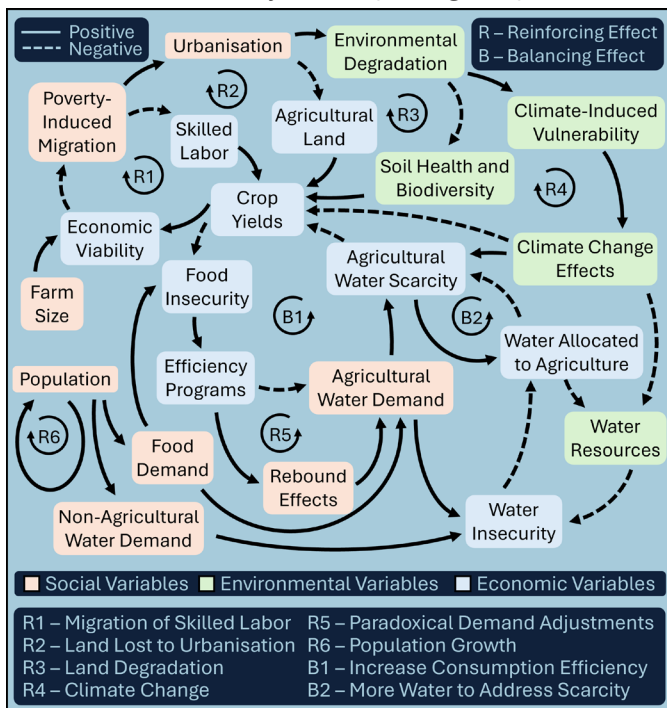 Positive
Negative
R – Reinforcing Effect
B – Balancing Effect
Urbanisation
Environmental
Degradation
Poverty-
Induced
Migration
R2
Skilled
Labor
Agricultural
Land
R3
Climate-Induced
Vulnerability
R1
Soil Health and
Biodiversity
R4
Crop
Yields
Economic
Viability
Agricultural
Water Scarcity
Climate Change
Effects
Farm
Size
Food
Insecurity
B1
B2
Water Allocated
to Agriculture
Efficiency
Programs
Population
Agricultural
Water Demand
R6
R5
Food
Demand
Rebound
Effects
Water
Resources
Non-Agricultural
Water Demand
Water
Insecurity
Social Variables
Environmental Variables
Economic Variables
R1 – Migration of Skilled Labor
R2 – Land Lost to Urbanisation
R3 – Land Degradation
R4 – Climate Change
R5 – Paradoxical Demand Adjustments
R6 – Population Growth
B1 – Increase Consumption Efficiency
B2 – More Water to Address Scarcity